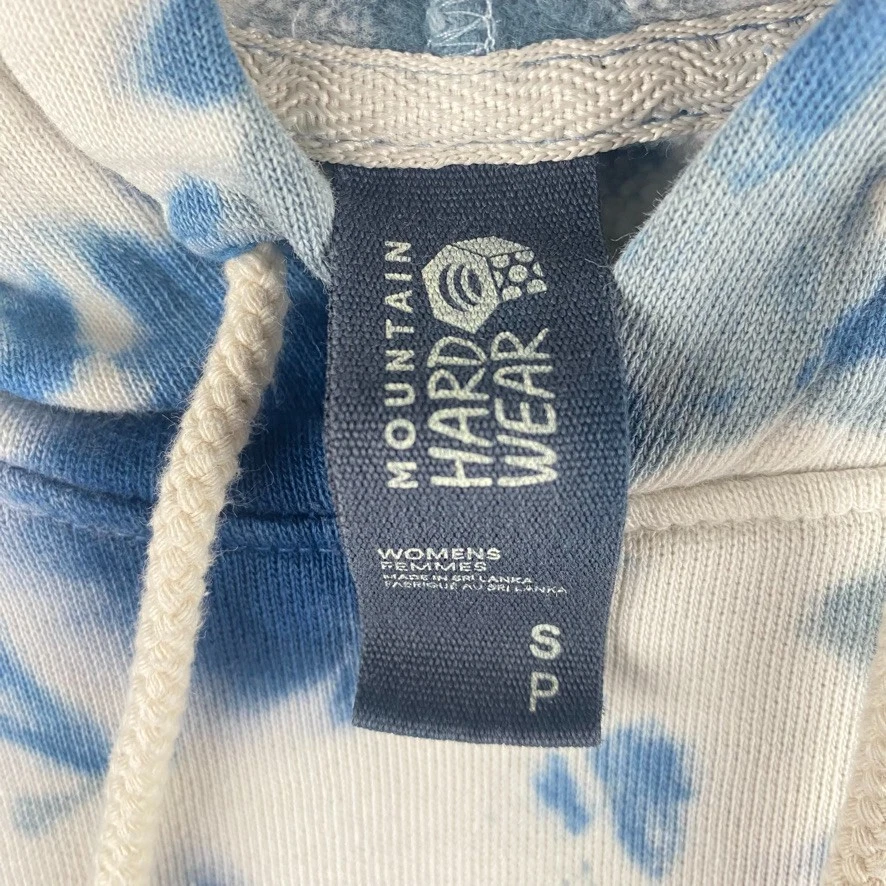 MOUNTAIN
HARD
WEAR
WOMENS
FEMMES
MADE IN SRI LANKA
FABRIQUÉ AU SRI LANKA
S
P